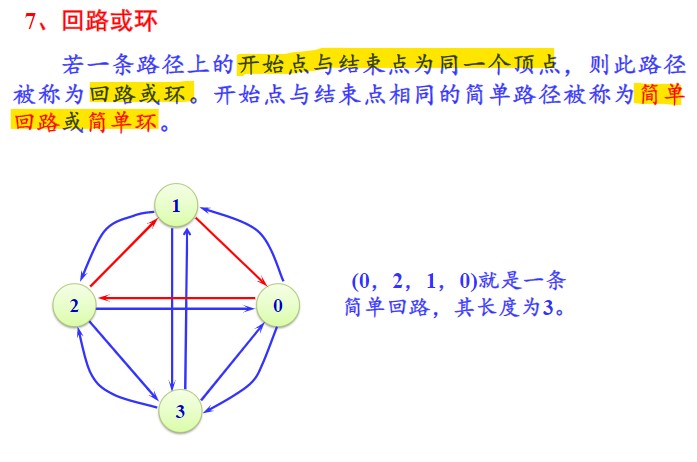 7、回路或环
若一条路径上的开始点与结束点为同一个顶点，则此路径
被称为回路或环。开始点与结束点相同的简单路径被称为简单
回路或简单环。
1
2
0
3
(0，2，1，0)就是一条
简单回路，其长度为3。